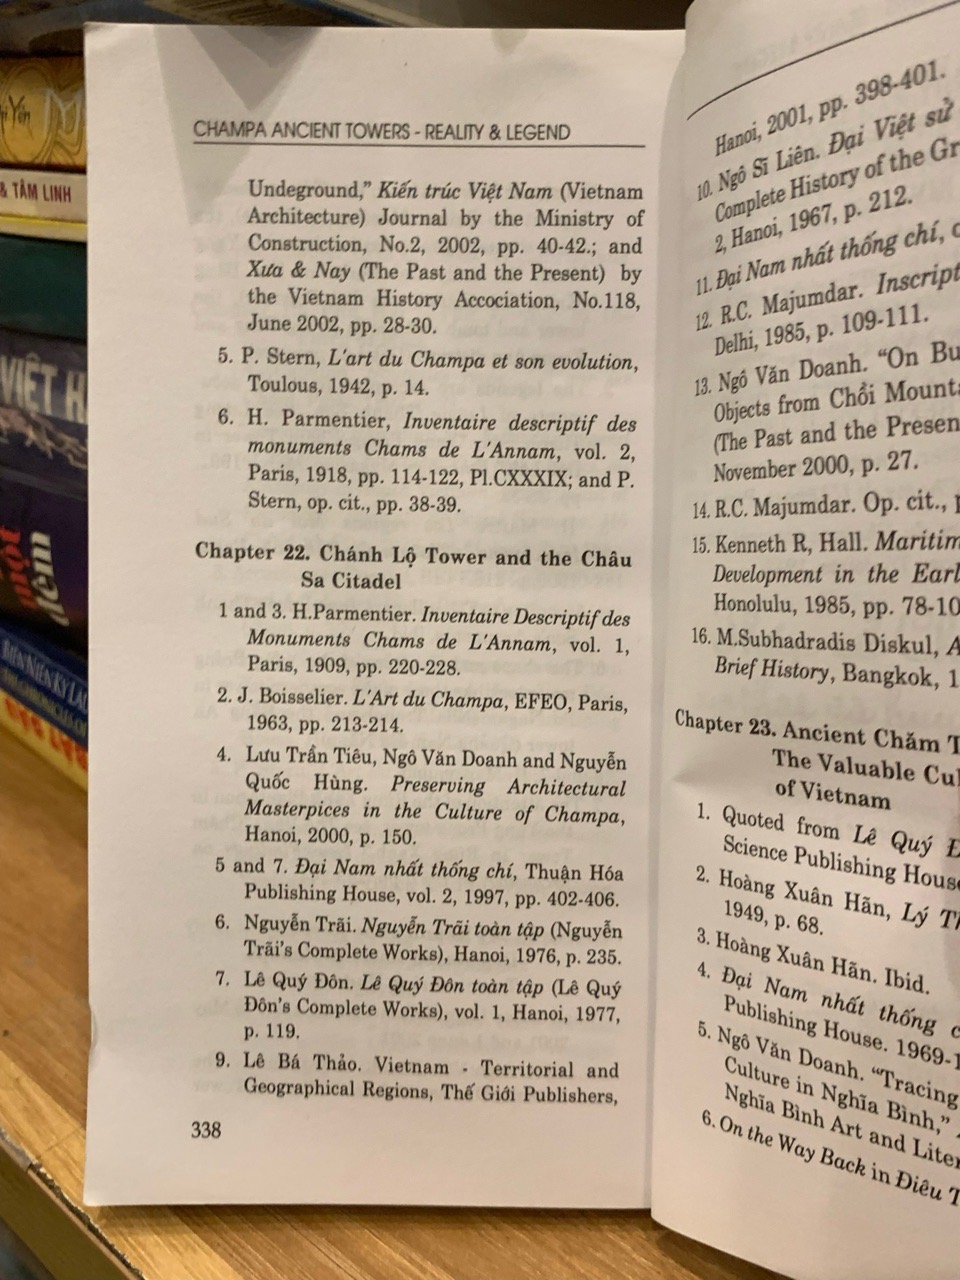 CHAMPA ANCIENT TOWERS - REALITY & LEGEND
Undeground,” Kiến trúc Việt Nam (Vietnam
Architecture) Journal by the Ministry of
Construction, No.2, 2002, pp. 40-42.; and
Xưa & Nay (The Past and the Present) by
the Vietnam History Accociation, No.118,
June 2002, pp. 28-30.
5. P. Stern, L'art du Champa et son evolution,
Toulous, 1942, p. 14.
6. H. Parmentier, Inventaire descriptif des
monuments Chams de L'Annam, vol. 2,
Paris, 1918, pp. 114-122, Pl.CXXXIX; and P.
Stern, op. cit., pp. 38-39.
Chapter 22. Chánh Lộ Tower and the Châu
Sa Citadel
1 and 3. H.Parmentier. Inventaire Descriptif des
Monuments Chams de L'Annam, vol. 1,
Paris, 1909, pp. 220-228.
2. J. Boisselier. L'Art du Champa, EFEO, Paris,
1963, pp. 213-214.
4. Lưu Trần Tiêu, Ngô Văn Doanh and Nguyễn
Quốc Hùng. Preserving Architectural
Masterpices in the Culture of Champa,
Hanoi, 2000, p. 150.
5 and 7. Đại Nam nhất thống chí, Thuận Hóa
Publishing House, vol. 2, 1997, pp. 402-406.
6. Nguyễn Trãi. Nguyễn Trãi toàn tập (Nguyễn
Trãi's Complete Works), Hanoi, 1976, p. 235.
7. Lê Quý Đôn. Lê Quý Đôn toàn tập (Lê Quý
Đôn's Complete Works), vol. 1, Hanoi, 1977,
p. 119.
9. Lê Bá Thảo. Vietnam - Territorial and
Geographical Regions, Thế Giới Publishers,
338
Hanoi, 2001, pp. 398-401.
10. Ngô Sĩ Liên. Đại Việt sử
Complete History of the Gr
2, Hanoi, 1967, p. 212.
11. Đại Nam nhất thống chí,
12. R.C. Majumdar. Inscript
Delhi, 1985, p. 109-111.
13. Ngô Văn Doanh. “On Bu
Objects from Chồi Mounta
(The Past and the Presen
November 2000, p. 27.
14. R.C. Majumdar. Op. cit.,
15. Kenneth R, Hall. Maritim
Development in the Earl
Honolulu, 1985, pp. 78-10
16. M.Subhadradis Diskul, A
Brief History, Bangkok, 1
Chapter 23. Ancient Chăm T
The Valuable Cul
of Vietnam
1. Quoted from Lê Quý Đ
Science Publishing House
2. Hoàng Xuân Hãn, Lý Th
1949, p. 68.
3. Hoàng Xuân Hãn. Ibid.
4. Đại Nam nhất thống c
Publishing House. 1969-1
5. Ngô Văn Doanh. “Tracing
Culture in Nghĩa Bình,”
Nghĩa Bình Art and Liter
6. On the Way Back in Điêu T
& TÂM LINH
VIỆT H
một
đêm
BIÊN NIÊN KÝ